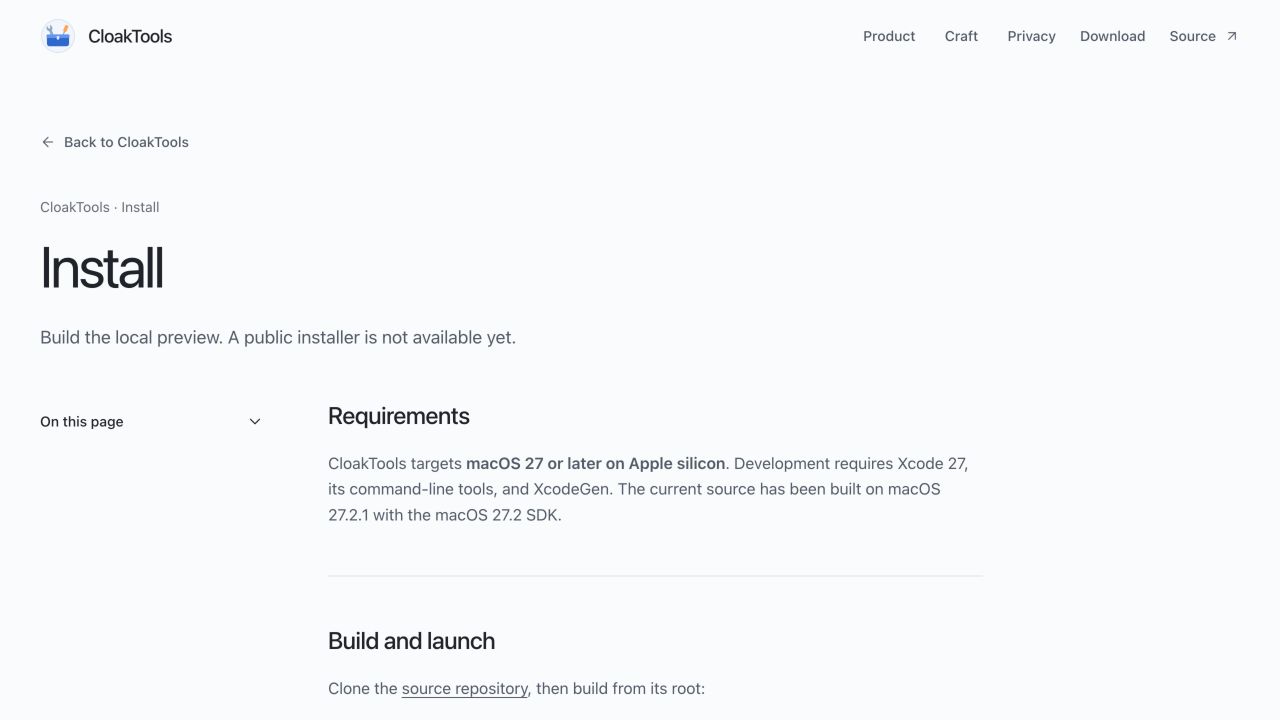 CloakTools
Product
Craft
Privacy
Download
Source
Back to CloakTools
CloakTools · Install
Install
Build the local preview. A public installer is not available yet.
On this page
Requirements
CloakTools targets macOS 27 or later on Apple silicon. Development requires Xcode 27,
its command-line tools, and XcodeGen. The current source has been built on macOS
27.2.1 with the macOS 27.2 SDK.
Build and launch
Clone the source repository, then build from its root: